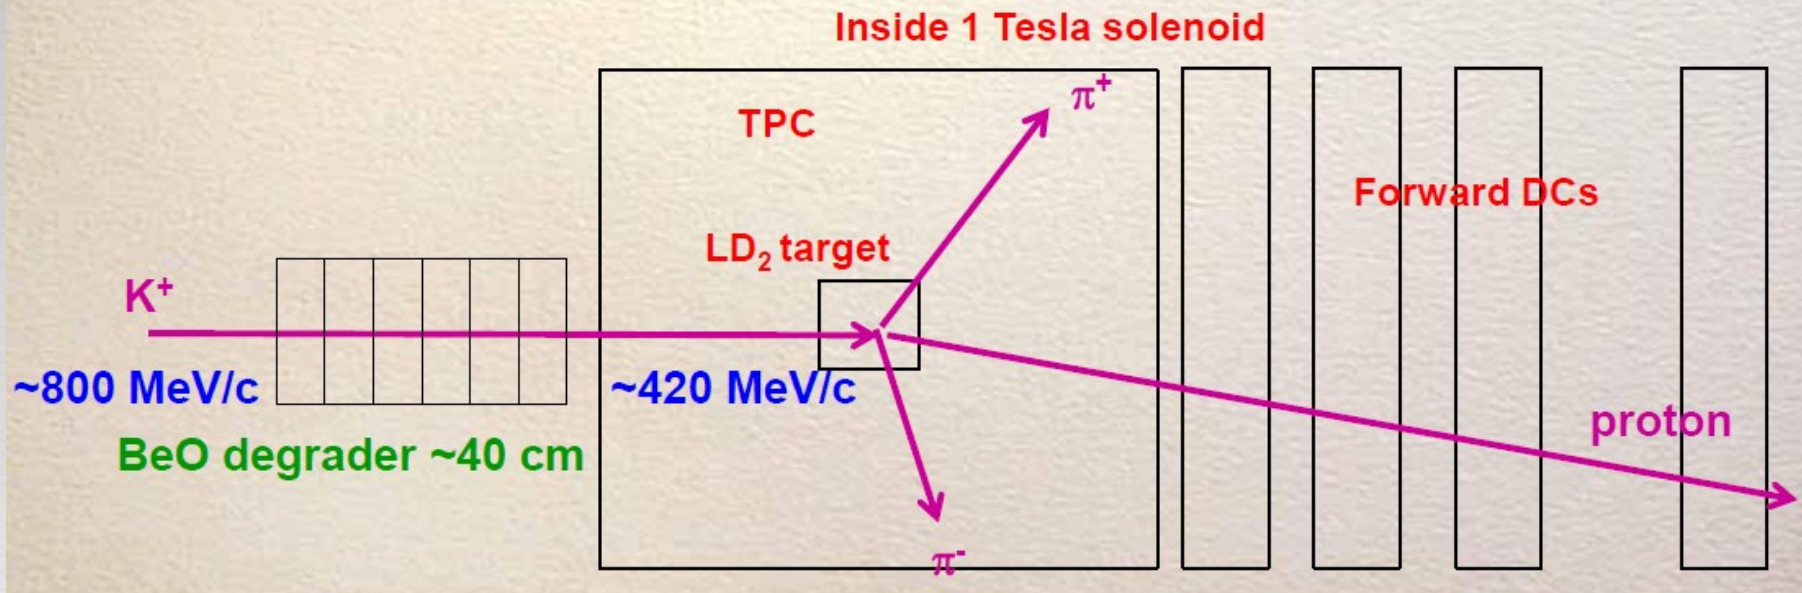 Inside 1 Tesla solenoid
π+
TPC
Forward DCs
LD2 target
K+
~800 MeV/c
~420 MeV/c
proton
BeO degrader ~40 cm
π-